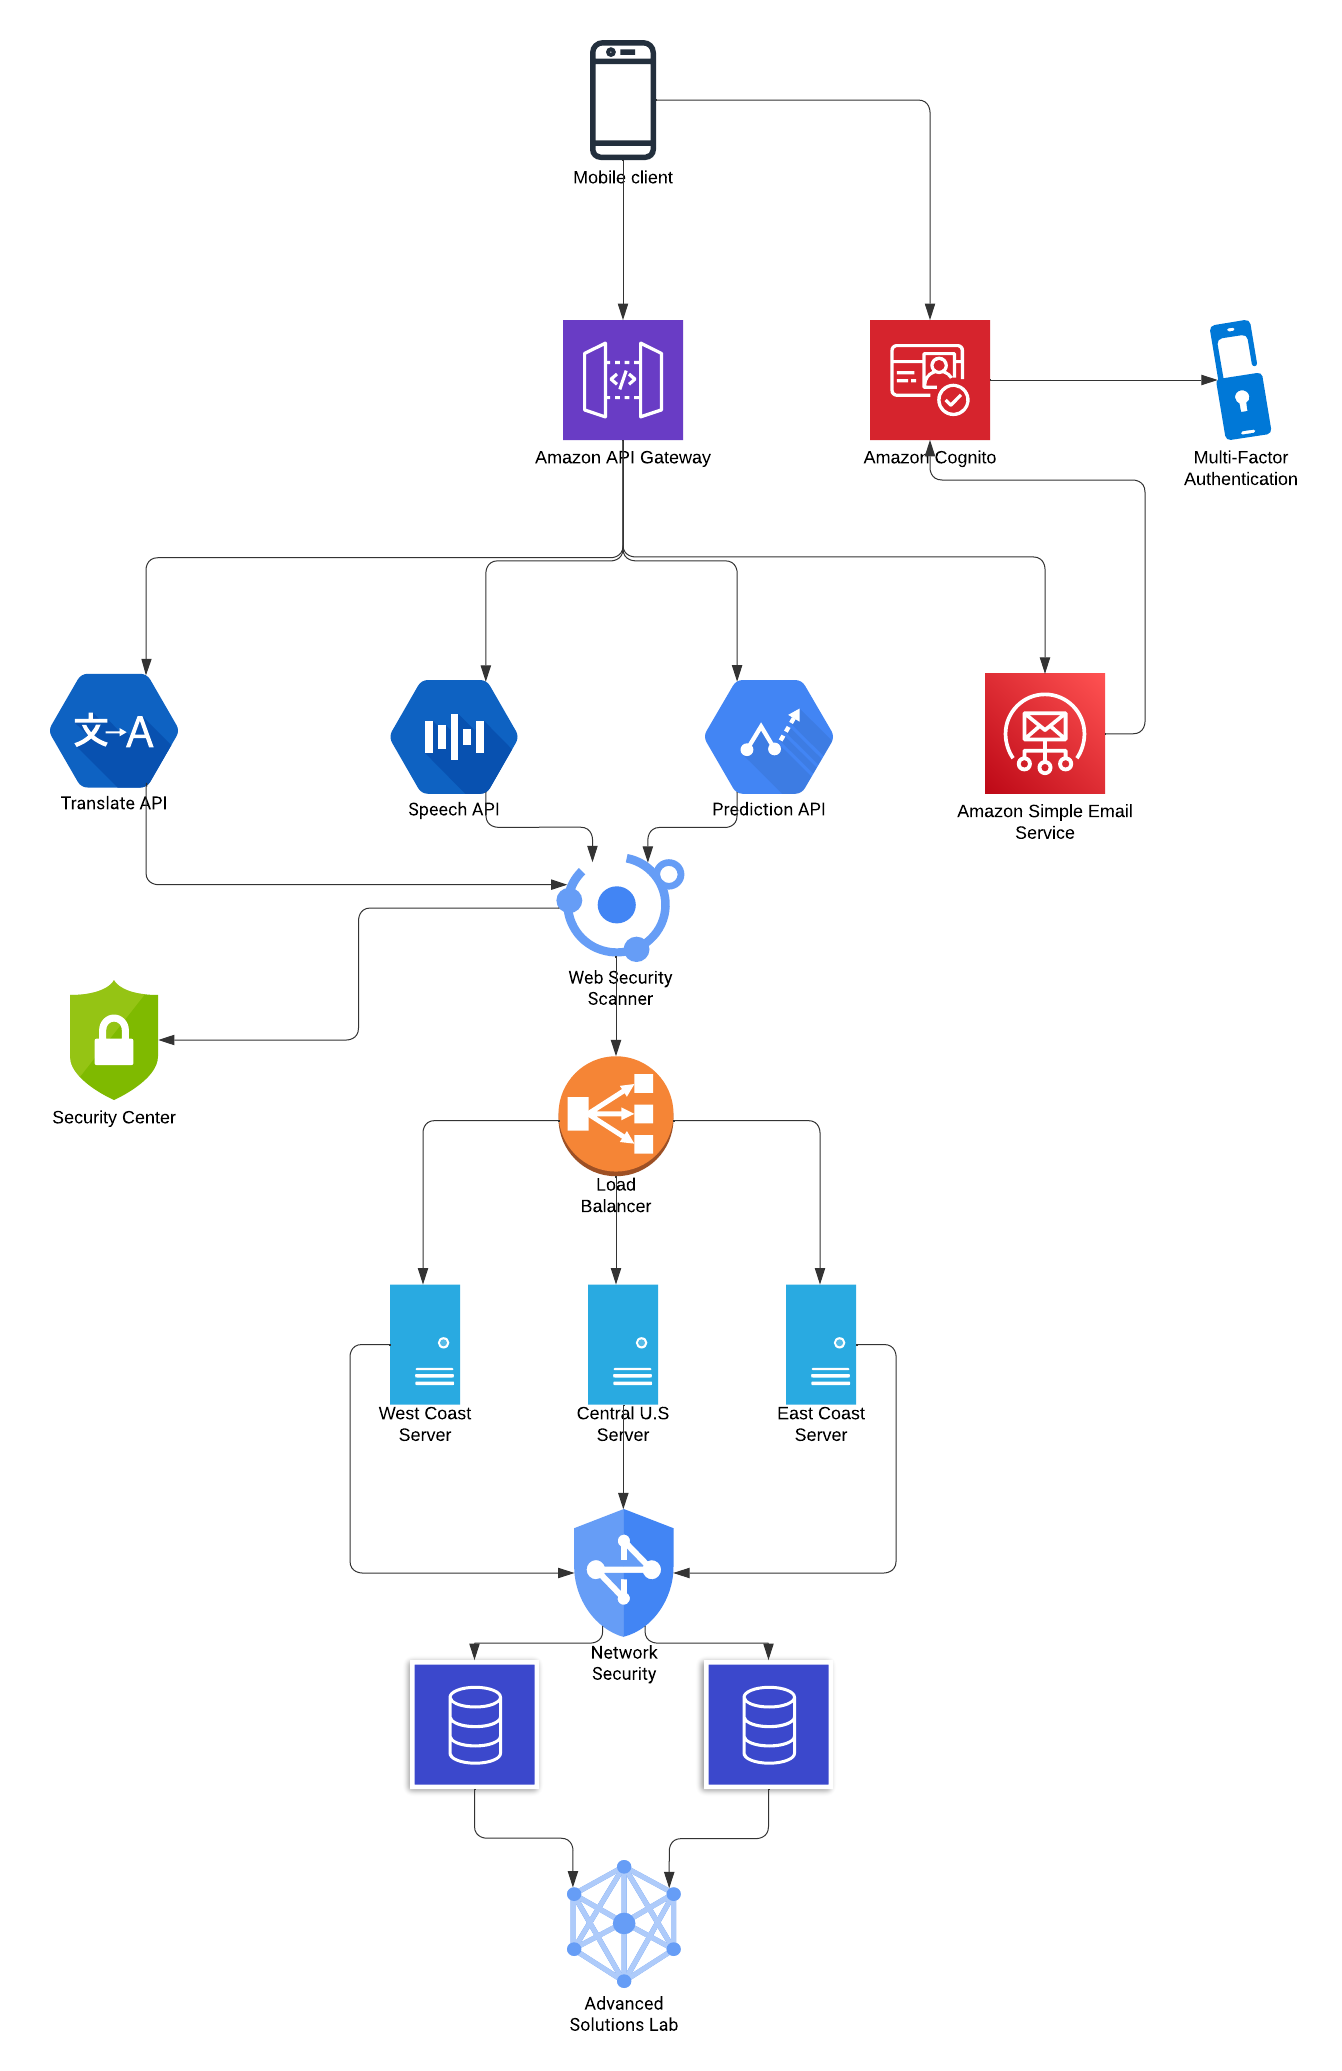 Mobile client
Amazon API Gateway
Amazon Cognito
Multi-Factor
Authentication
文 A
Translate API
Speech API
Prediction API
Amazon Simple Email
Service
Web Security
Scanner
Security Center
Load
Balancer
West Coast
Server
Central U.S
Server
East Coast
Server
Network
Security
Advanced
Solutions Lab